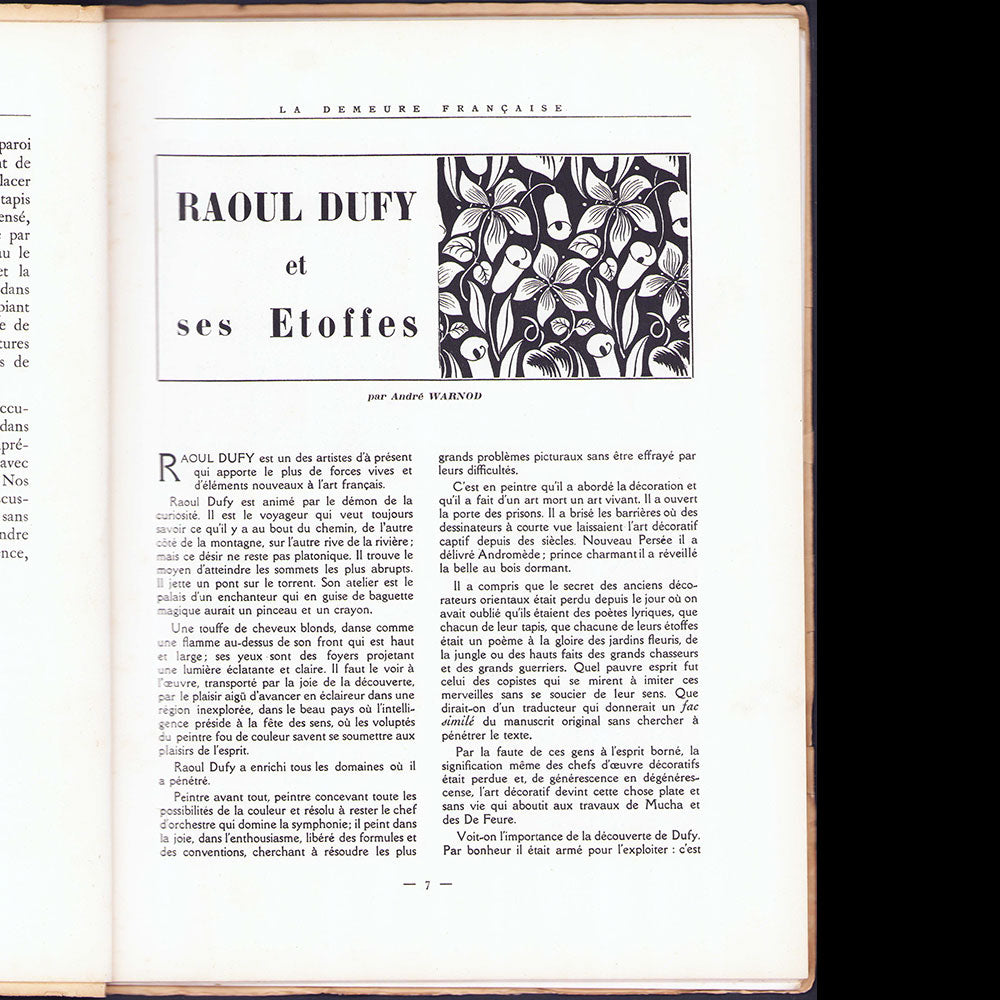 paroi
de
lacer
tapis
ensé,
par
le
et la
dans
piant
e de
tures
s de
ccu-
dans
pré-
avec
Nos
cus-
sans
ndre
ence,
LA DEMEURE FRANÇAISE
RAOUL DUFY
et
ses Etoffes
par André WARNOD
RAOUL DUFY est un des artistes d'à présent
qui apporte le plus de forces vives et
d'éléments nouveaux à l'art français.
Raoul Dufy est animé par le démon de la
curiosité. Il est le voyageur qui veut toujours
savoir ce qu'il y a au bout du chemin, de l'autre
côté de la montagne, sur l'autre rive de la rivière;
mais ce désir ne reste pas platonique. Il trouve le
moyen d'atteindre les sommets les plus abrupts.
Il jette un pont sur le torrent. Son atelier est le
palais d'un enchanteur qui en guise de baguette
magique aurait un pinceau et un crayon.
Une touffe de cheveux blonds, danse comme
une flamme au-dessus de son front qui est haut
et large; ses yeux sont des foyers projetant
une lumière éclatante et claire. Il faut le voir à
l'œuvre, transporté par la joie de la découverte,
par le plaisir aigü d'avancer en éclaireur dans une
région inexplorée, dans le beau pays où l'intelli-
gence préside à la fête des sens, où les voluptés
du peintre fou de couleur savent se soumettre aux
plaisirs de l'esprit.
Raoul Dufy a enrichi tous les domaines où il
a pénétré.
Peintre avant tout, peintre concevant toute les
possibilités de la couleur et résolu à rester le chef
d'orchestre qui domine la symphonie; il peint dans
la joie, dans l'enthousiasme, libéré des formules et
des conventions, cherchant à résoudre les plus
grands problèmes picturaux sans être effrayé par
leurs difficultés.
C'est en peintre qu'il a abordé la décoration et
qu'il a fait d'un art mort un art vivant. Il a ouvert
la porte des prisons. Il a brisé les barrières où des
dessinateurs à courte vue laissaient l'art décoratif
captif depuis des siècles. Nouveau Persée il a
délivré Andromède; prince charmant il a réveillé
la belle au bois dormant.
Il a compris que le secret des anciens déco-
rateurs orientaux était perdu depuis le jour où on
avait oublié qu'ils étaient des poètes lyriques, que
chacun de leur tapis, que chacune de leurs étoffes
était un poème à la gloire des jardins fleuris, de
la jungle ou des hauts faits des grands chasseurs
et des grands guerriers. Quel pauvre esprit fut
celui des copistes qui se mirent à imiter ces
merveilles sans se soucier de leur sens. Que
dirait-on d'un traducteur qui donnerait un fac
similé du manuscrit original sans chercher à
pénétrer le texte.
Par la faute de ces gens à l'esprit borné, la
signification même des chefs d'œuvre décoratifs
était perdue et, de générescence en dégénéres-
cense, l'art décoratif devint cette chose plate et
sans vie qui aboutit aux travaux de Mucha et
des De Feure.
Voit-on l'importance de la découverte de Dufy.
Par bonheur il était armé pour l'exploiter : c'est
— 7 —